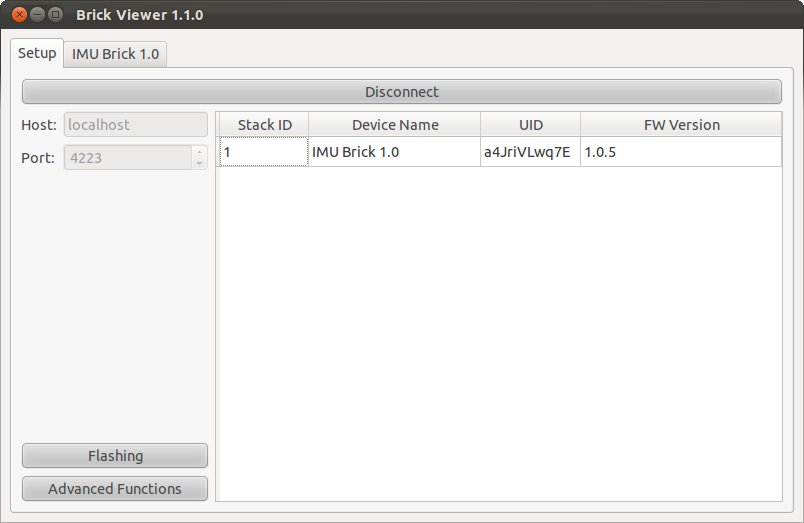 Brick Viewer 1.1.0
Setup IMU Brick 1.0
Disconnect
Host: localhost
Port: 4223
Stack ID Device Name UID FW Version
1 IMU Brick 1.0 a4JriVLwq7E 1.0.5
Flashing
Advanced Functions